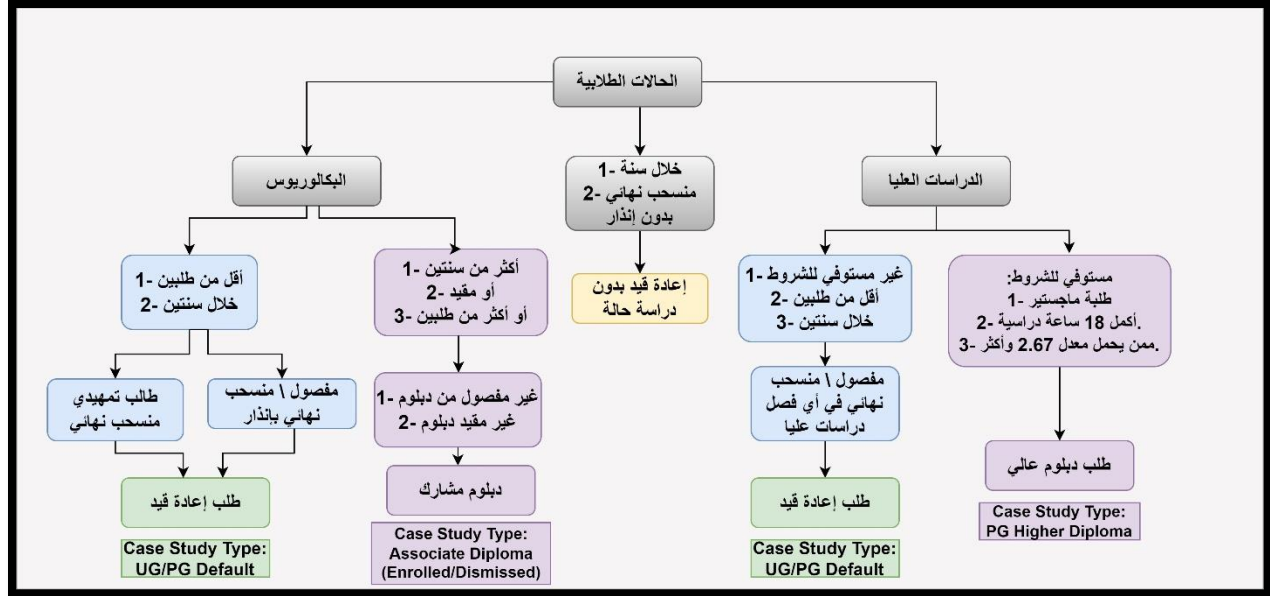 الحالات الطلابية
البكالوريوس
خلال سنة -1
منسحب نهائي -2
بدون إنذار
الدراسات العليا
أقل من طلبين -1
خلال سنتين -2
أكثر من سنتين -1
أو مقيد -2
أو أكثر من طلبين -3
إعادة قيد بدون
دراسة حالة
غير مستوفي للشروط -1
أقل من طلبين -2
خلال سنتين -3
مستوفي للشروط:
طلبة ماجستير -1
أكمل 18 ساعة دراسية -2.
ممن يحمل معدل 2.67 وأكثر -3.
طالب تمهيدي
منسحب نهائي
مفصول \ منسحب
نهائي بإنذار
غير مفصول من دبلوم -1
غير مقيد دبلوم -2
مفصول \ منسحب
نهائي في أي فصل
دراسات عليا
طلب إعادة قيد
دبلوم مشارك
طلب إعادة قيد
طلب دبلوم عالي
Case Study Type:
UG/PG Default
Case Study Type:
Associate Diploma
(Enrolled/Dismissed)
Case Study Type:
UG/PG Default
Case Study Type:
PG Higher Diploma